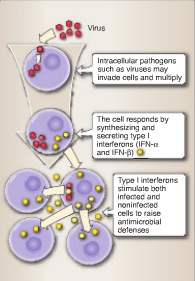 Virus
Intracellular pathogens
such as viruses may
invade cells and multiply
The cell responds by
synthesizing and
secreting type I
interferons (IFN-α
and IFN-β)
Type I interferons
stimulate both
infected and
noninfected
cells to raise
antimicrobial
defenses